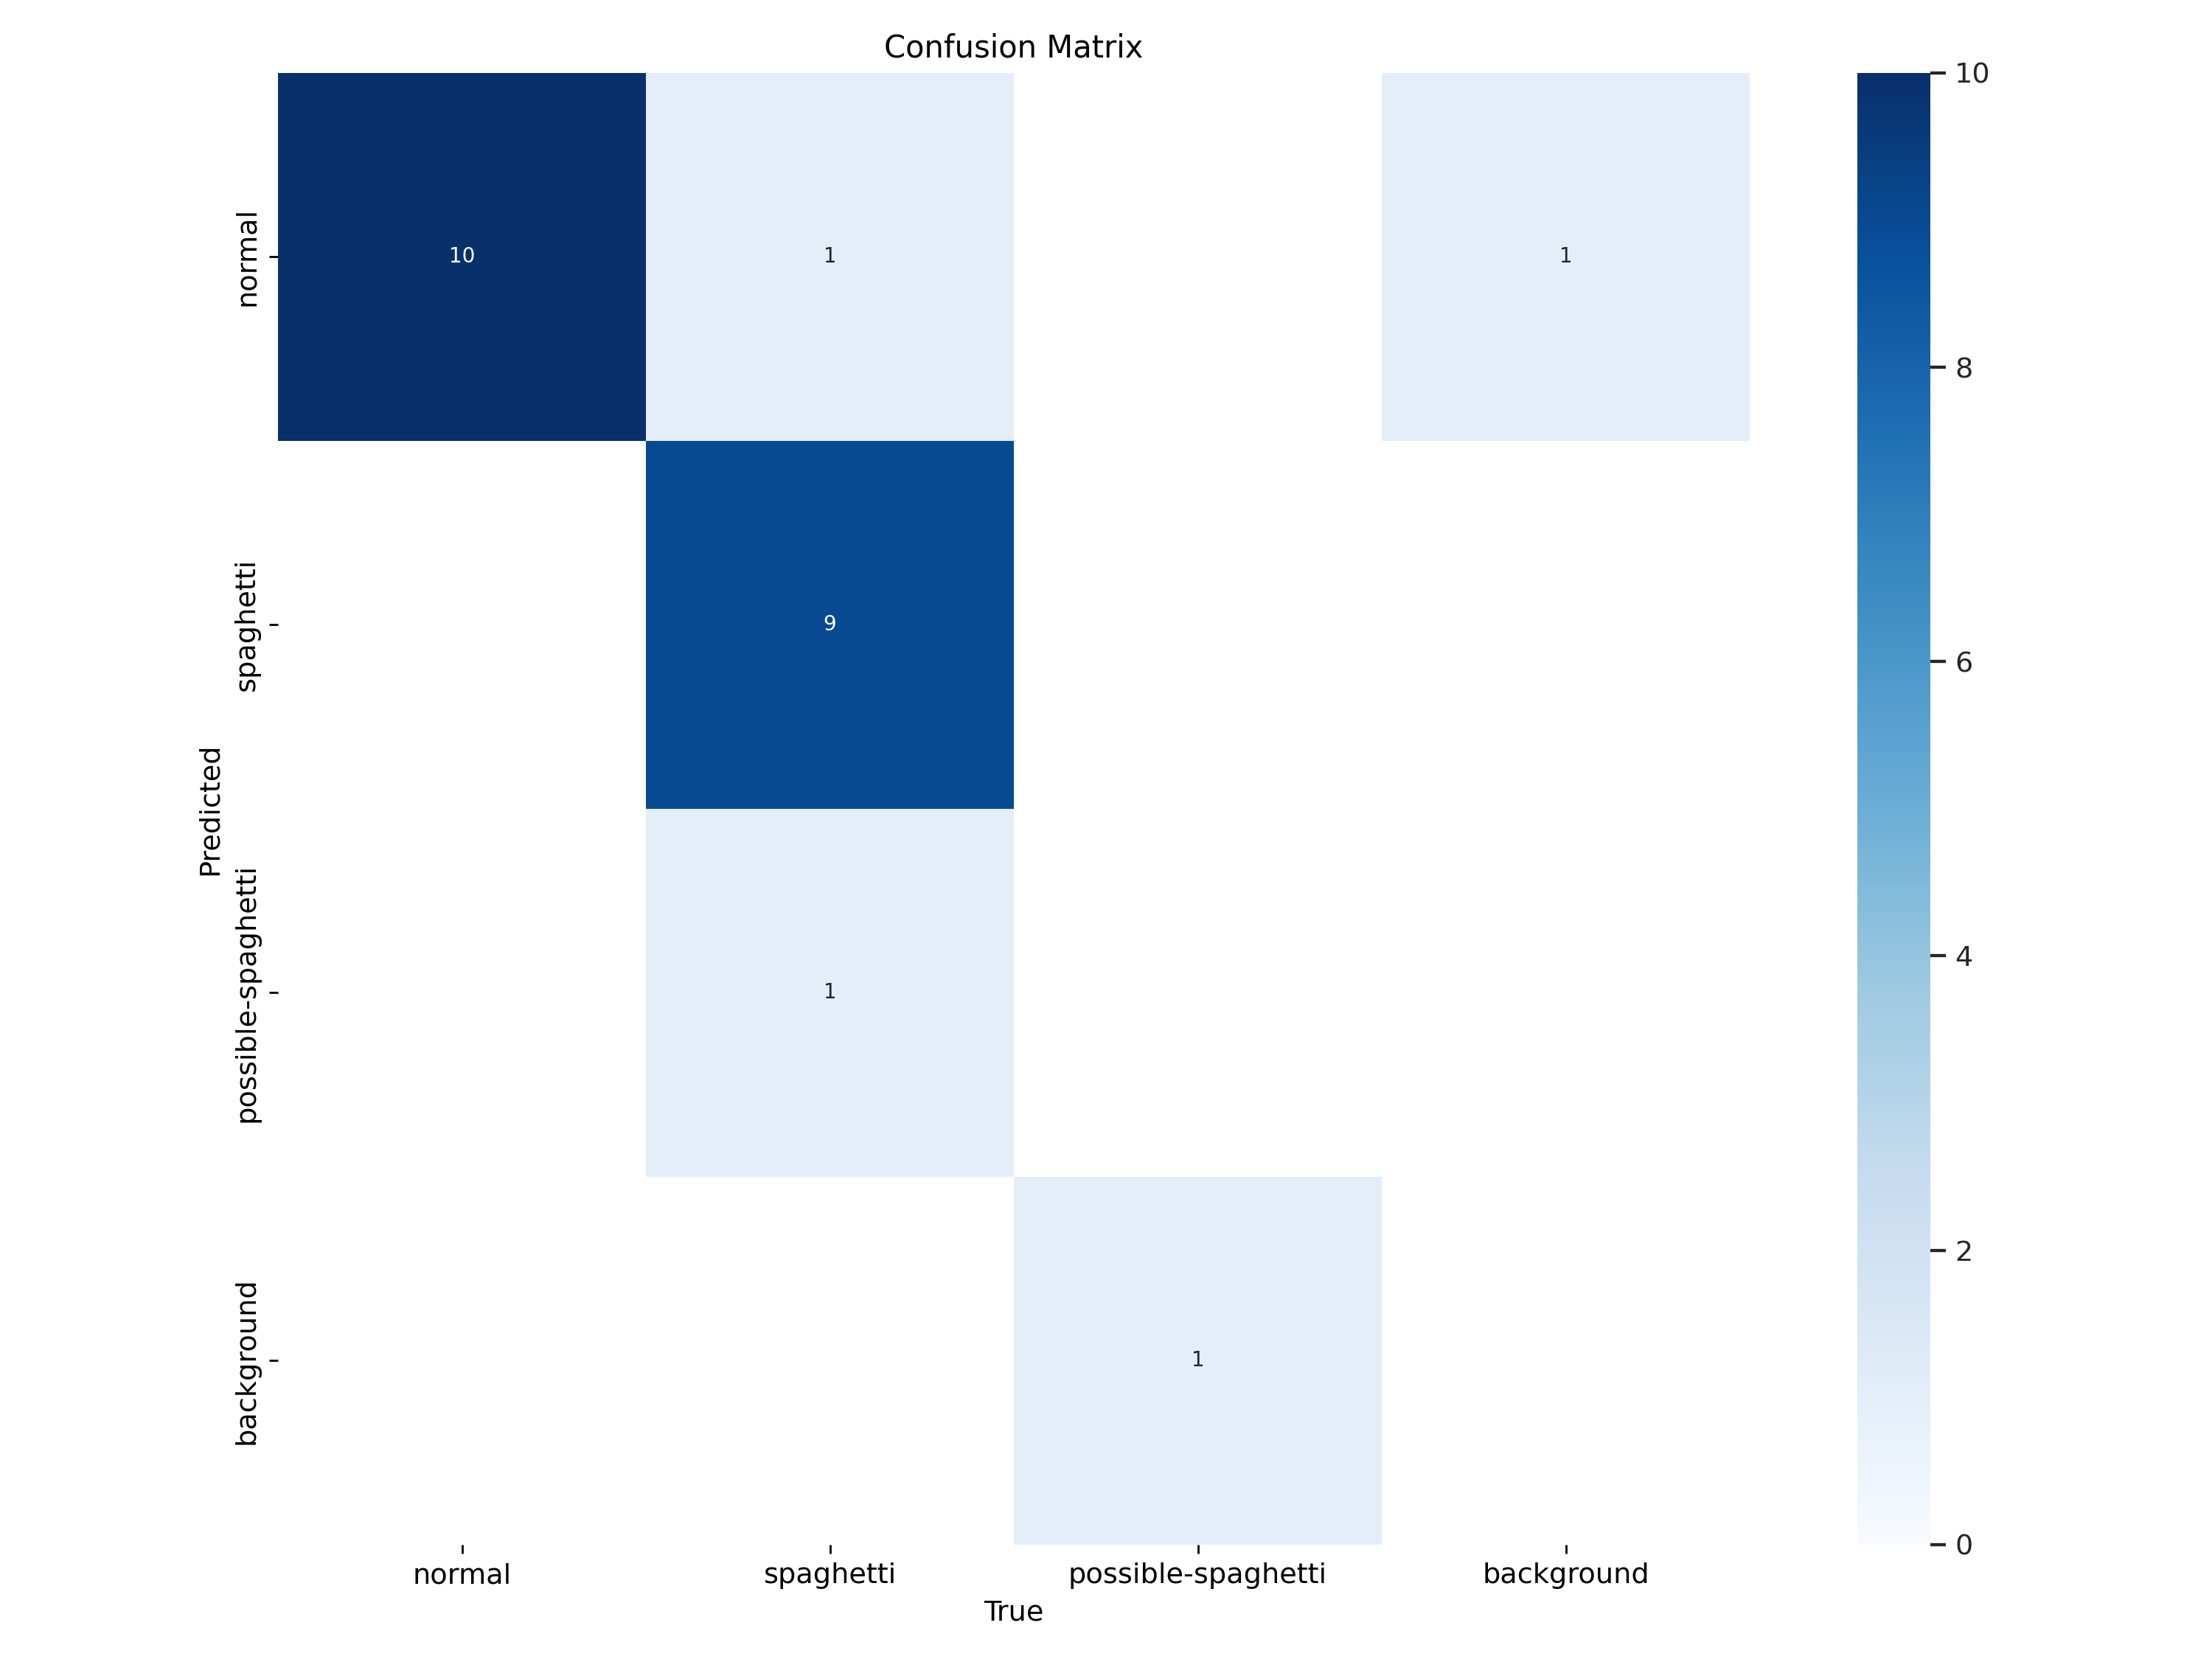 Confusion Matrix
normal
spaghetti
possible-spaghetti
background
Predicted
10
1
1
9
1
1
normal
spaghetti
possible-spaghetti
background
True
10
8
6
4
2
0